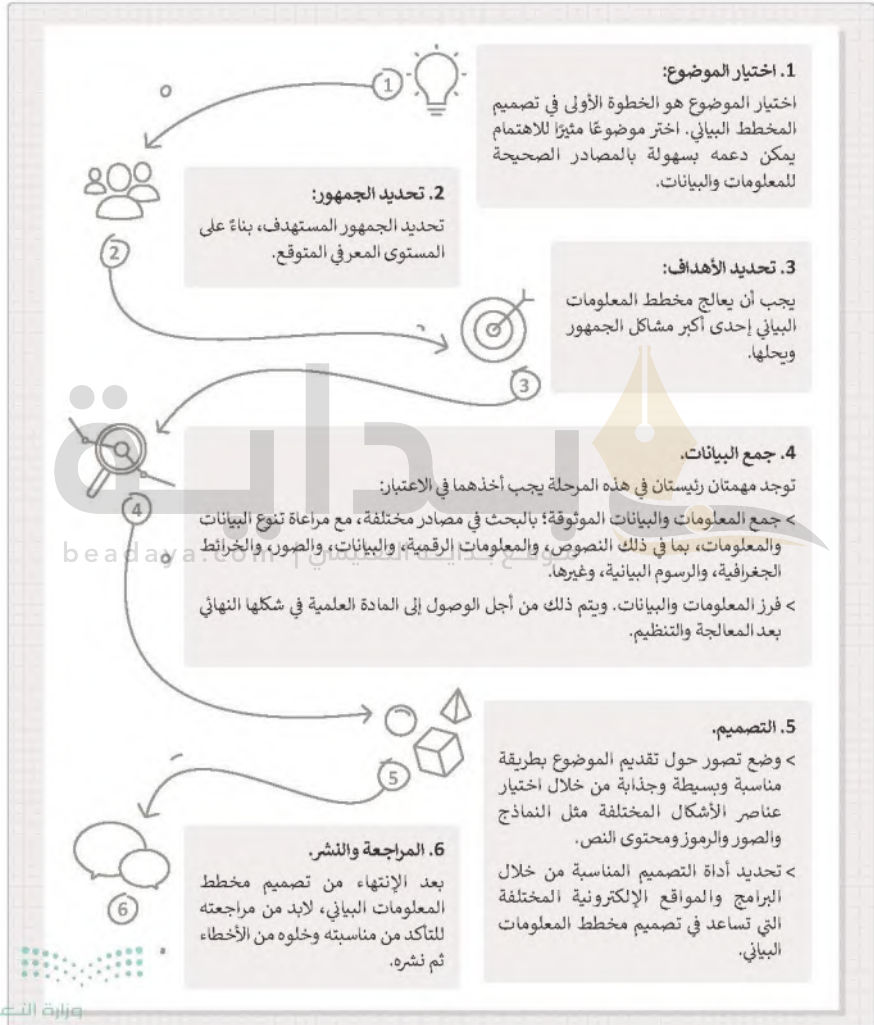 1
1. اختيار الموضوع:
اختيار الموضوع هو الخطوة الأولى في تصميم
المخطط البياني. اختر موضوعًا مثيرًا للاهتمام
يمكن دعمه بسهولة بالمصادر الصحيحة
للمعلومات والبيانات.
2. تحديد الجمهور:
تحديد الجمهور المستهدف، بناءً على
المستوى المعرفي المتوقع.
2
3. تحديد الأهداف:
يجب أن يعالج مخطط المعلومات
البياني إحدى أكبر مشاكل الجمهور
ويحلها.
3
4. جمع البيانات.
توجد مهمتان رئيستان في هذه المرحلة يجب أخذهما في الاعتبار:
> جمع المعلومات والبيانات الموثوقة؛ بالبحث في مصادر مختلفة، مع مراعاة تنوع البيانات
والمعلومات، بما في ذلك النصوص، والمعلومات الرقمية، والبيانات، والصور، والخرائط
الجغرافية، والرسوم البيانية، وغيرها.
> فرز المعلومات والبيانات. ويتم ذلك من أجل الوصول إلى المادة العلمية في شكلها النهائي
بعد المعالجة والتنظيم.
4
بداية
beadaya.com | موقع بداية التعليمي
5. التصميم.
> وضع تصور حول تقديم الموضوع بطريقة
مناسبة وبسيطة وجذابة من خلال اختيار
عناصر الأشكال المختلفة مثل النماذج
والصور والرموز ومحتوى النص.
> تحديد أداة التصميم المناسبة من خلال
البرامج والمواقع الإلكترونية المختلفة
التي تساعد في تصميم مخطط المعلومات
البياني.
5
6. المراجعة والنشر.
بعد الإنتهاء من تصميم مخطط
المعلومات البياني، لابد من مراجعته
للتأكد من مناسبته وخلوه من الأخطاء
ثم نشره.
6
وزارة